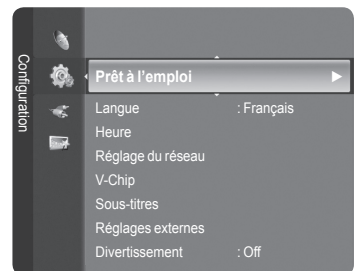 Configuration
Prêt à l'emploi
Langue : Français
Heure
Réglage du réseau
V-Chip
Sous-titres
Réglages externes
Divertissement : Off